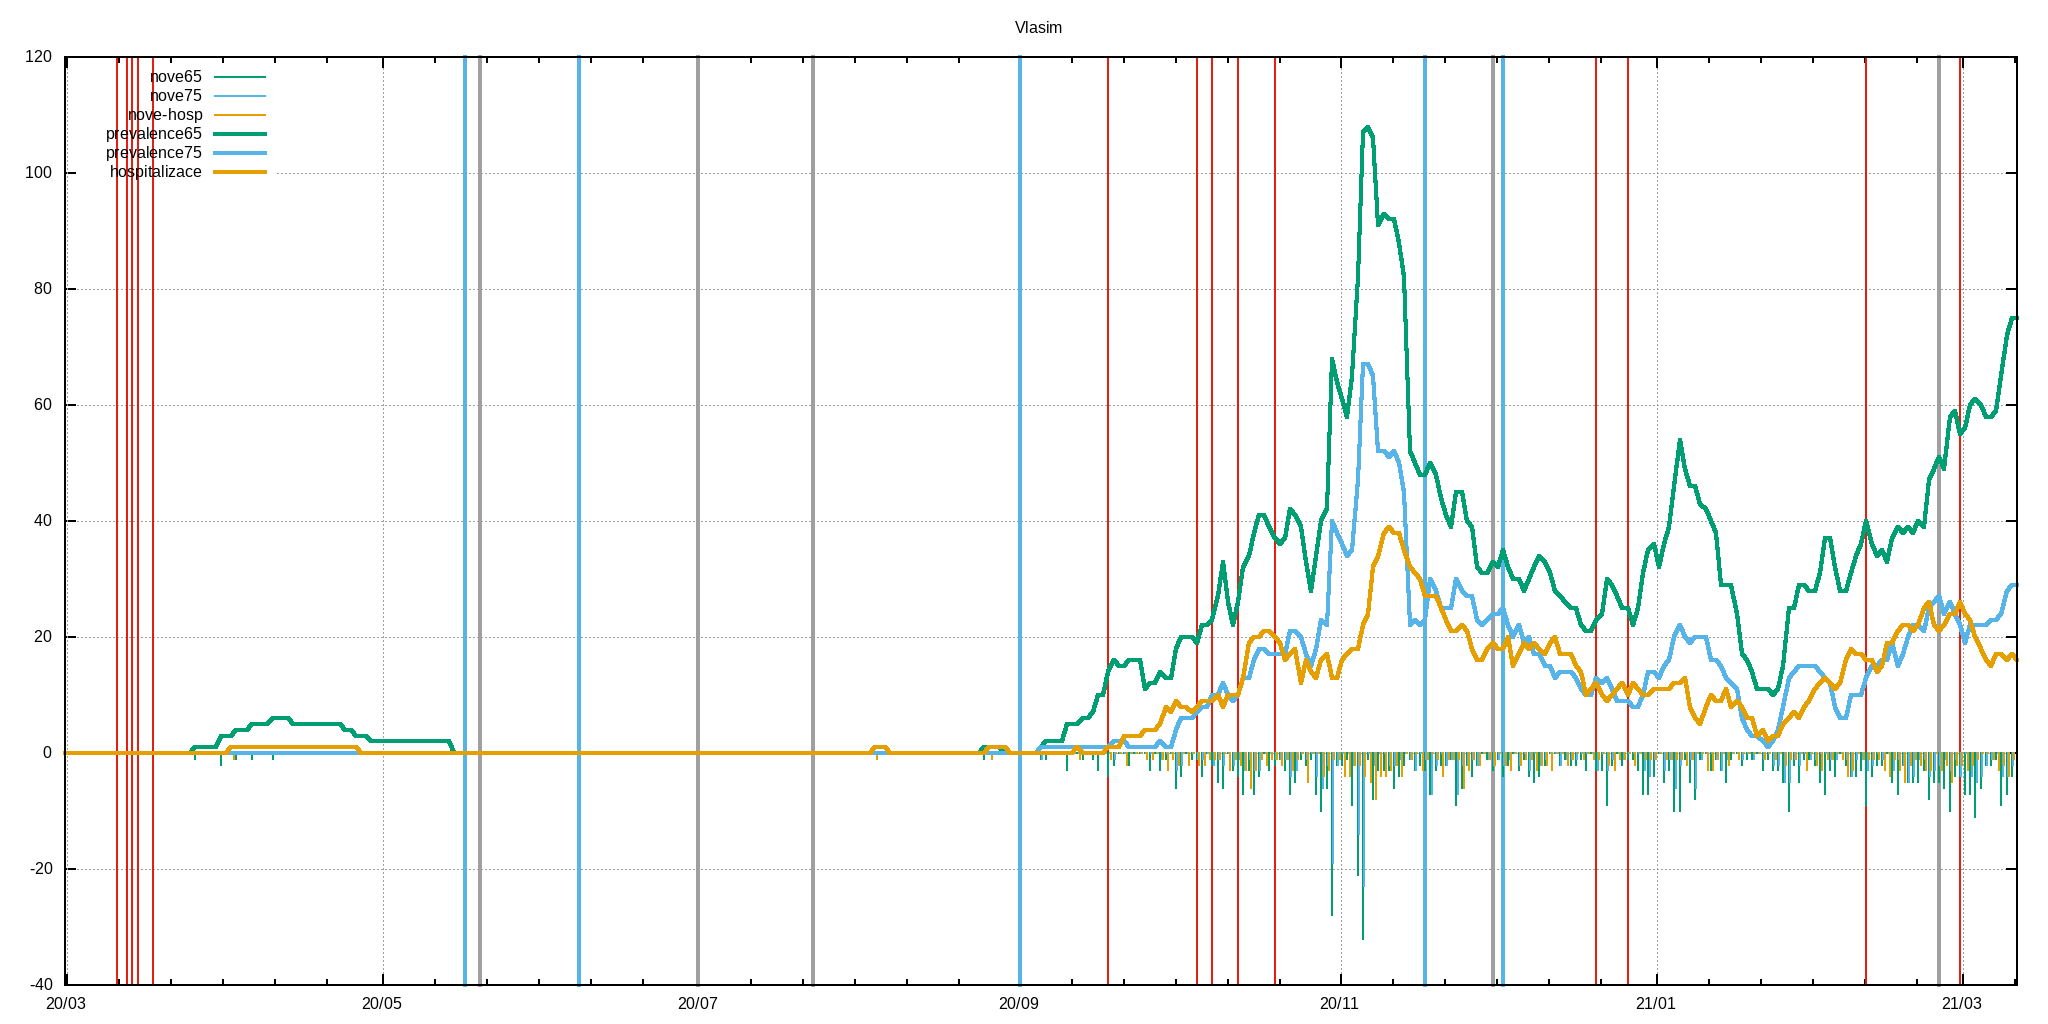 Vlasim
120
100
80
60
40
20
0
-20
-40
nove65
nove75
nove-hosp
prevalence65
prevalence75
hospitalizace
20/03 20/05 20/07 20/09 20/11 21/01 21/03